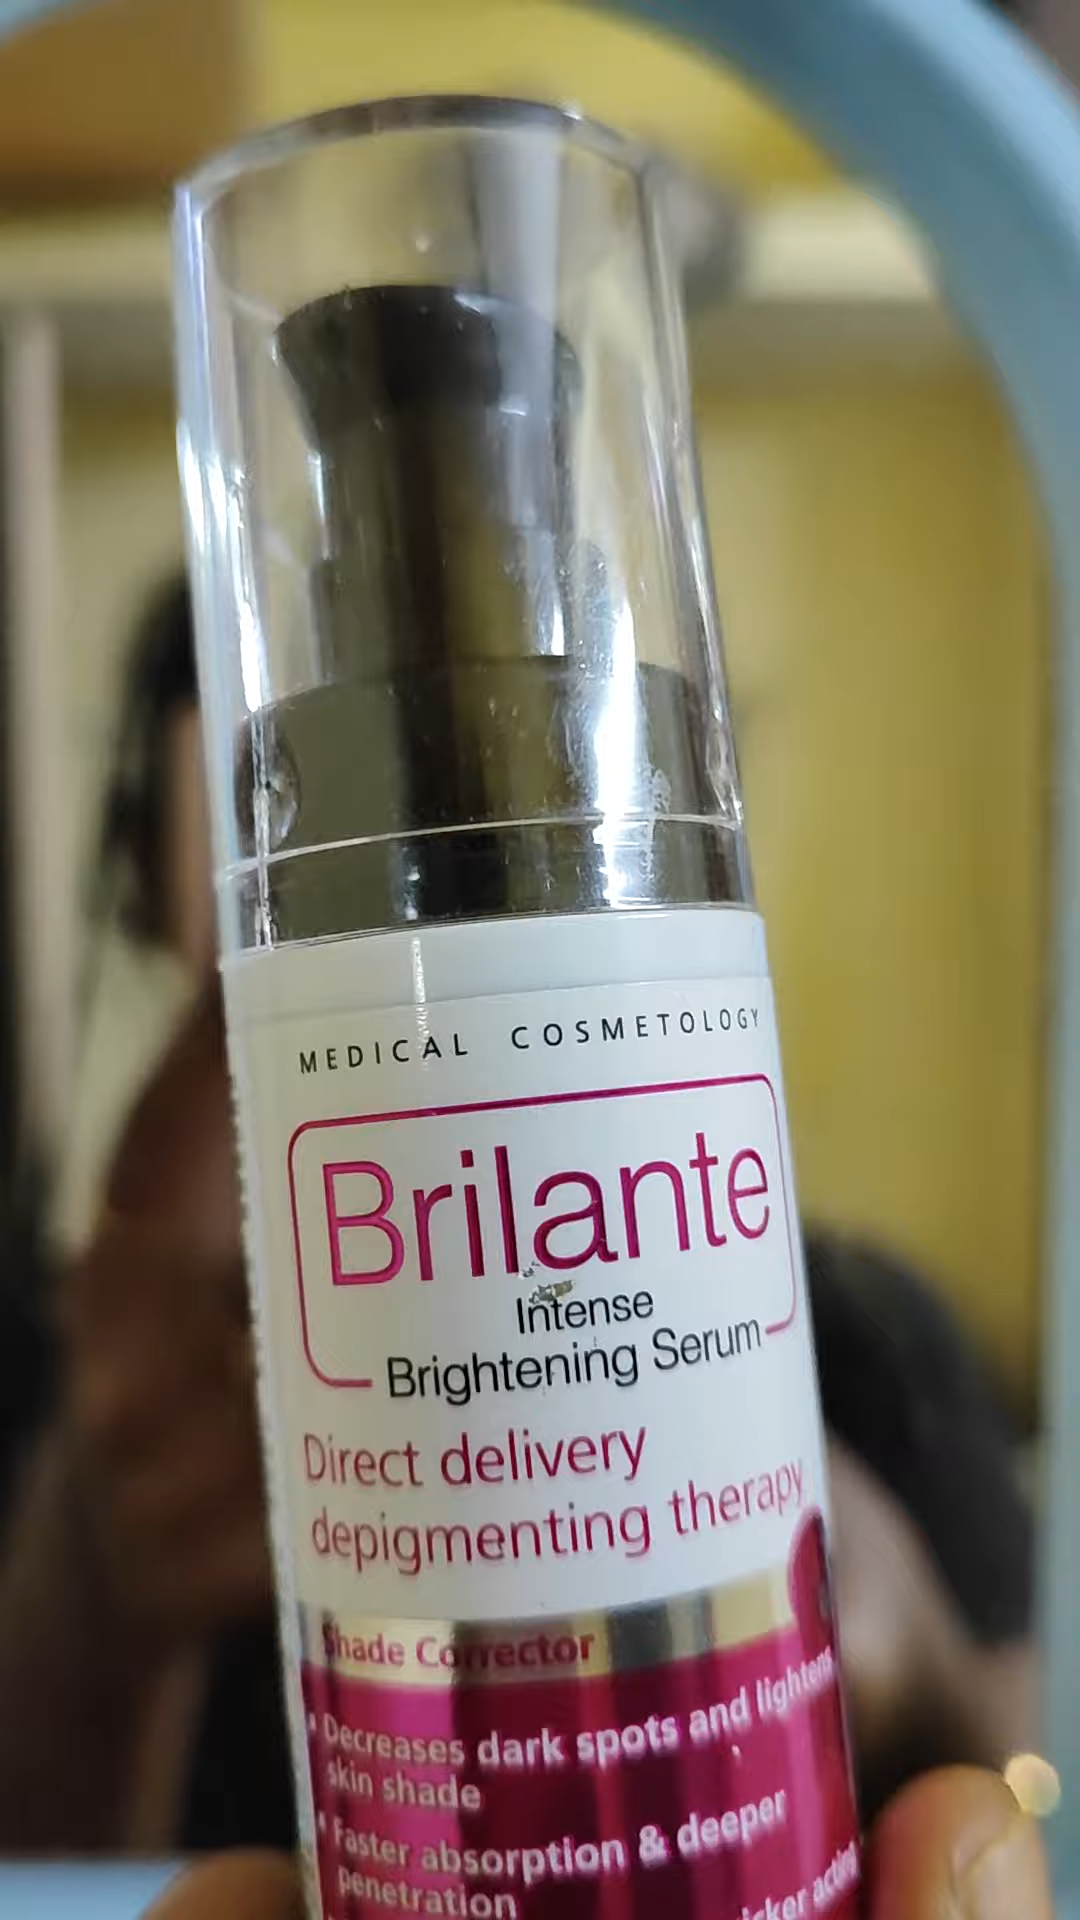 MEDICAL COSMETOLOGY
Brilante
Intense
Brightening Serum
Direct delivery
depigmenting therapy
Shade Corrector
• Decreases dark spots and lightens
skin shade
• Faster absorption & deeper
penetration
acting